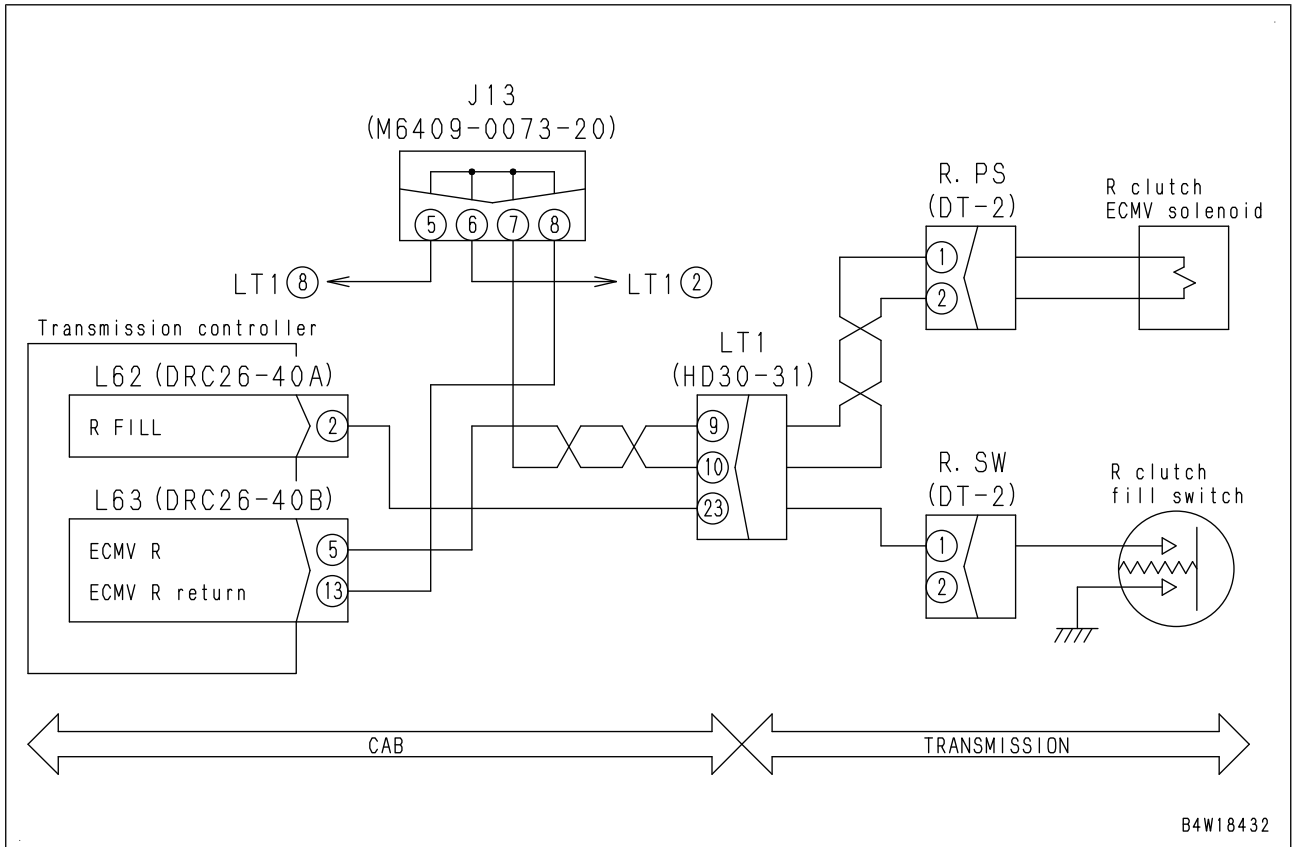 J13
(M6409-0073-20)
5 6 7 8
LT1 8
LT1 2
R. PS
(DT-2)
1
2
R clutch
ECMV solenoid
Transmission controller
L62 (DRC26-40A)
R FILL 2
L63 (DRC26-40B)
ECMV R 5
ECMV R return 13
LT1
(HD30-31)
9
10
23
R. SW
(DT-2)
1
2
R clutch
fill switch
CAB
TRANSMISSION
B4W18432